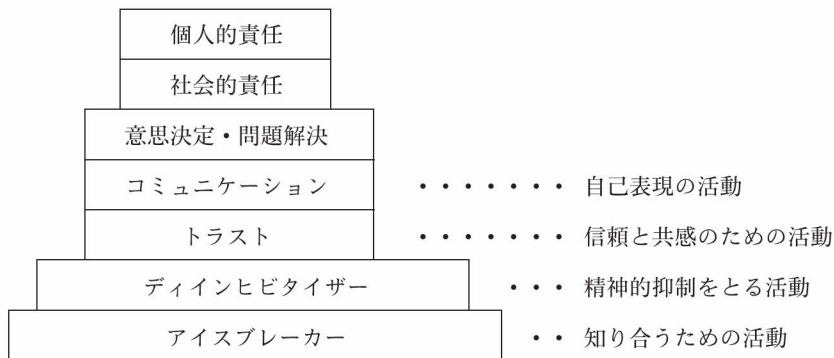 個人的責任
社会的責任
意思決定・問題解決
コミュニケーション ・・・・・・・ 自己表現の活動
トラスト ・・・・・・・ 信頼と共感のための活動
ディインヒビタイザー ・・・ 精神的抑制をとる活動
アイスブレーカー ・・ 知り合うための活動